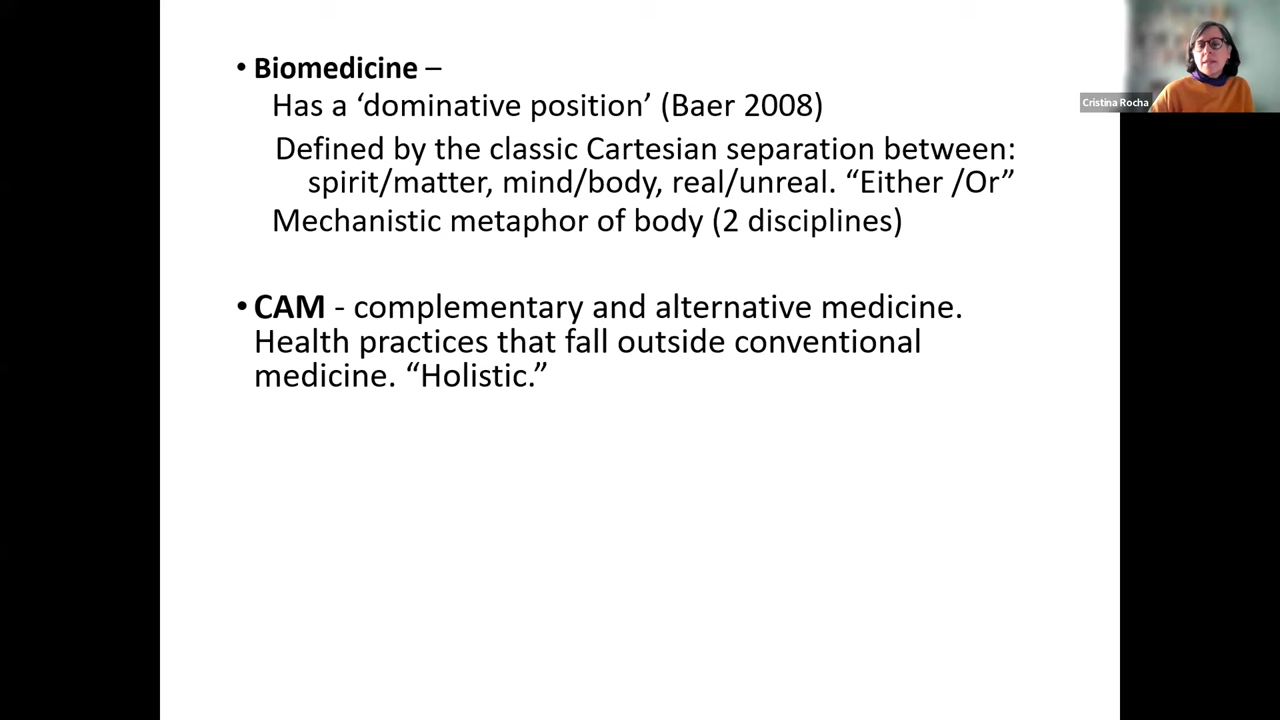 • Biomedicine –
Has a ‘dominative position’ (Baer 2008)
Defined by the classic Cartesian separation between:
spirit/matter, mind/body, real/unreal. “Either /Or”
Mechanistic metaphor of body (2 disciplines)
• CAM - complementary and alternative medicine.
Health practices that fall outside conventional
medicine. “Holistic.”
Cristina Rocha